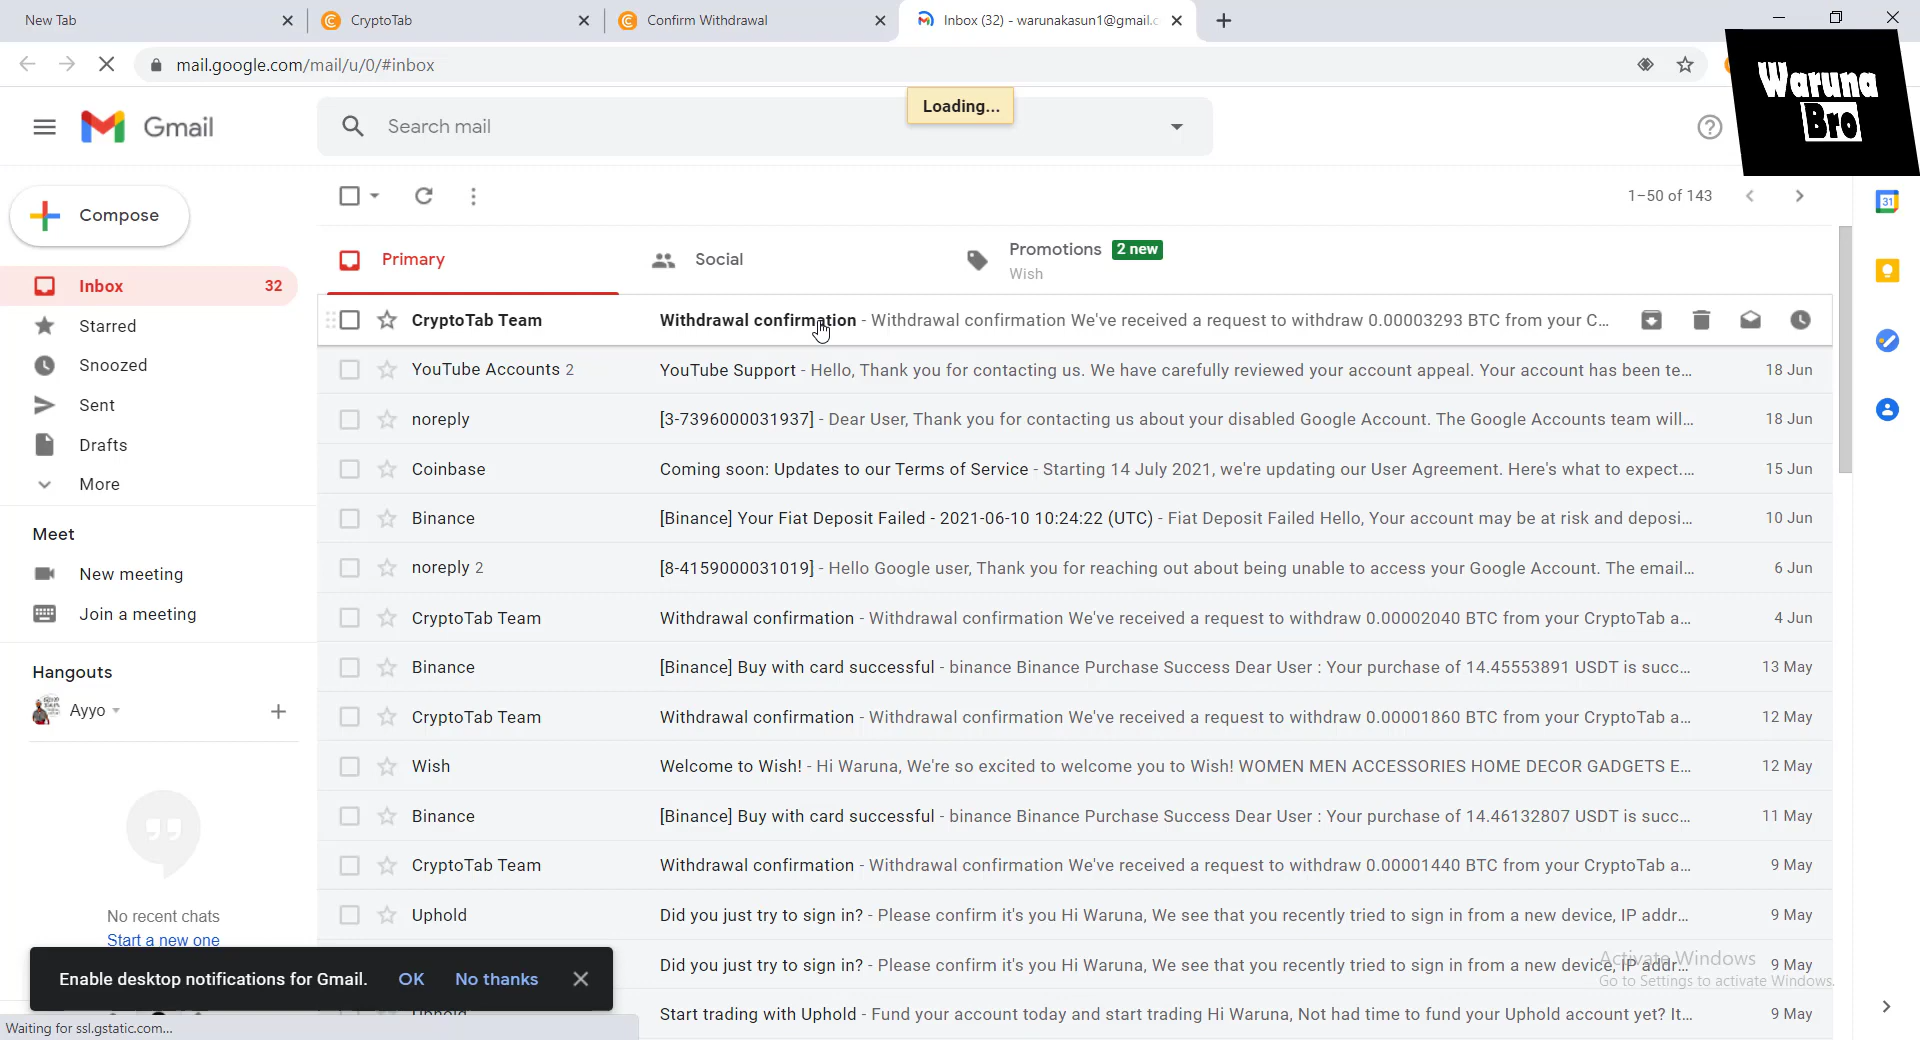 New Tab
CryptoTab
Confirm Withdrawal
Inbox (32) - warunakasun1@gmail.c
mail.google.com/mail/u/0/#inbox
Waruna
Bro
Loading...
Gmail
Search mail
1–50 of 143
31
Compose
Primary
Social
Promotions 2 new
Wish
Inbox 32
Starred
Snoozed
Sent
Drafts
More
Meet
New meeting
Join a meeting
Hangouts
Ayyo
No recent chats
Start a new one
CryptoTab Team Withdrawal confirmation - Withdrawal confirmation We've received a request to withdraw 0.00003293 BTC from your C...
YouTube Accounts 2 YouTube Support - Hello, Thank you for contacting us. We have carefully reviewed your account appeal. Your account has been te... 18 Jun
noreply [3-7396000031937] - Dear User, Thank you for contacting us about your disabled Google Account. The Google Accounts team will... 18 Jun
Coinbase Coming soon: Updates to our Terms of Service - Starting 14 July 2021, we're updating our User Agreement. Here's what to expect.... 15 Jun
Binance [Binance] Your Fiat Deposit Failed - 2021-06-10 10:24:22 (UTC) - Fiat Deposit Failed Hello, Your account may be at risk and deposi... 10 Jun
noreply 2 [8-4159000031019] - Hello Google user, Thank you for reaching out about being unable to access your Google Account. The email... 6 Jun
CryptoTab Team Withdrawal confirmation - Withdrawal confirmation We've received a request to withdraw 0.00002040 BTC from your CryptoTab a... 4 Jun
Binance [Binance] Buy with card successful - binance Binance Purchase Success Dear User : Your purchase of 14.45553891 USDT is succ... 13 May
CryptoTab Team Withdrawal confirmation - Withdrawal confirmation We've received a request to withdraw 0.00001860 BTC from your CryptoTab a... 12 May
Wish Welcome to Wish! - Hi Waruna, We're so excited to welcome you to Wish! WOMEN MEN ACCESSORIES HOME DECOR GADGETS E... 12 May
Binance [Binance] Buy with card successful - binance Binance Purchase Success Dear User : Your purchase of 14.46132807 USDT is succ... 11 May
CryptoTab Team Withdrawal confirmation - Withdrawal confirmation We've received a request to withdraw 0.00001440 BTC from your CryptoTab a... 9 May
Uphold Did you just try to sign in? - Please confirm it's you Hi Waruna, We see that you recently tried to sign in from a new device, IP addr... 9 May
Did you just try to sign in? - Please confirm it's you Hi Waruna, We see that you recently tried to sign in from a new device, IP addr... 9 May
Uphold Start trading with Uphold - Fund your account today and start trading Hi Waruna, Not had time to fund your Uphold account yet? It... 9 May
Activate Windows
Go to Settings to activate Windows.
Enable desktop notifications for Gmail. OK No thanks
Waiting for ssl.gstatic.com...